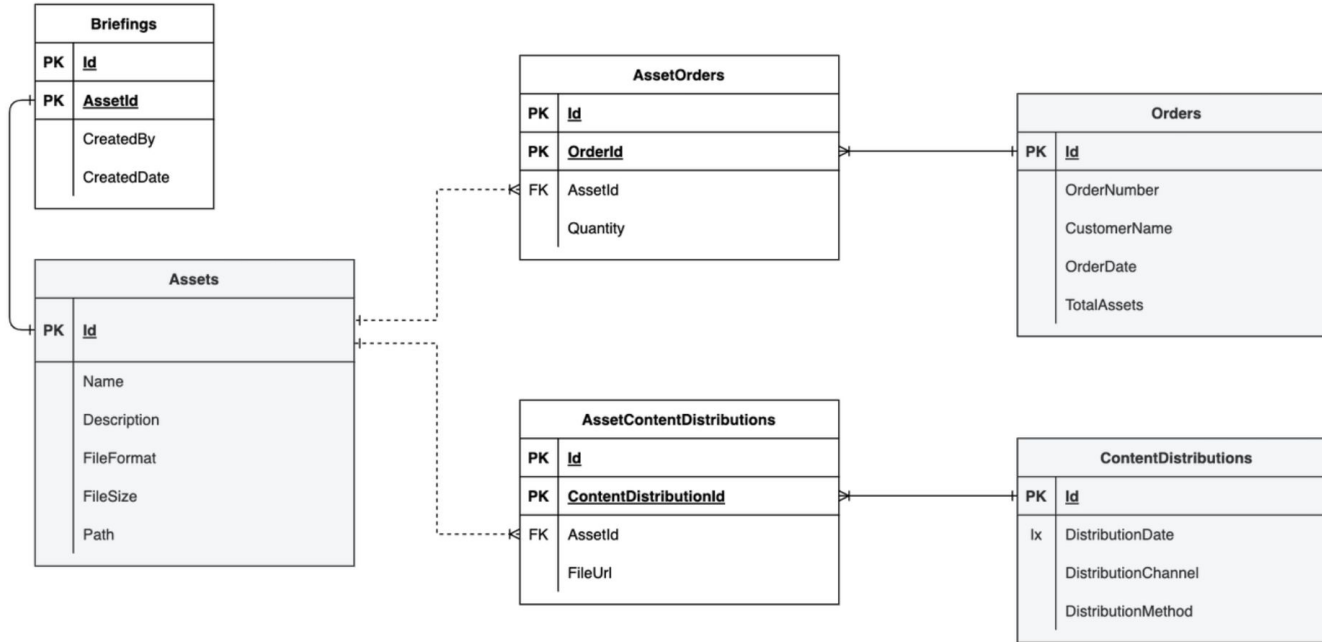 Briefings
PK Id
PK AssetId
CreatedBy
CreatedDate
Assets
PK Id
Name
Description
FileFormat
FileSize
Path
AssetOrders
PK Id
PK OrderId
FK AssetId
Quantity
Orders
PK Id
OrderNumber
CustomerName
OrderDate
TotalAssets
AssetContentDistributions
PK Id
PK ContentDistributionId
FK AssetId
FileUrl
ContentDistributions
PK Id
Ix DistributionDate
DistributionChannel
DistributionMethod